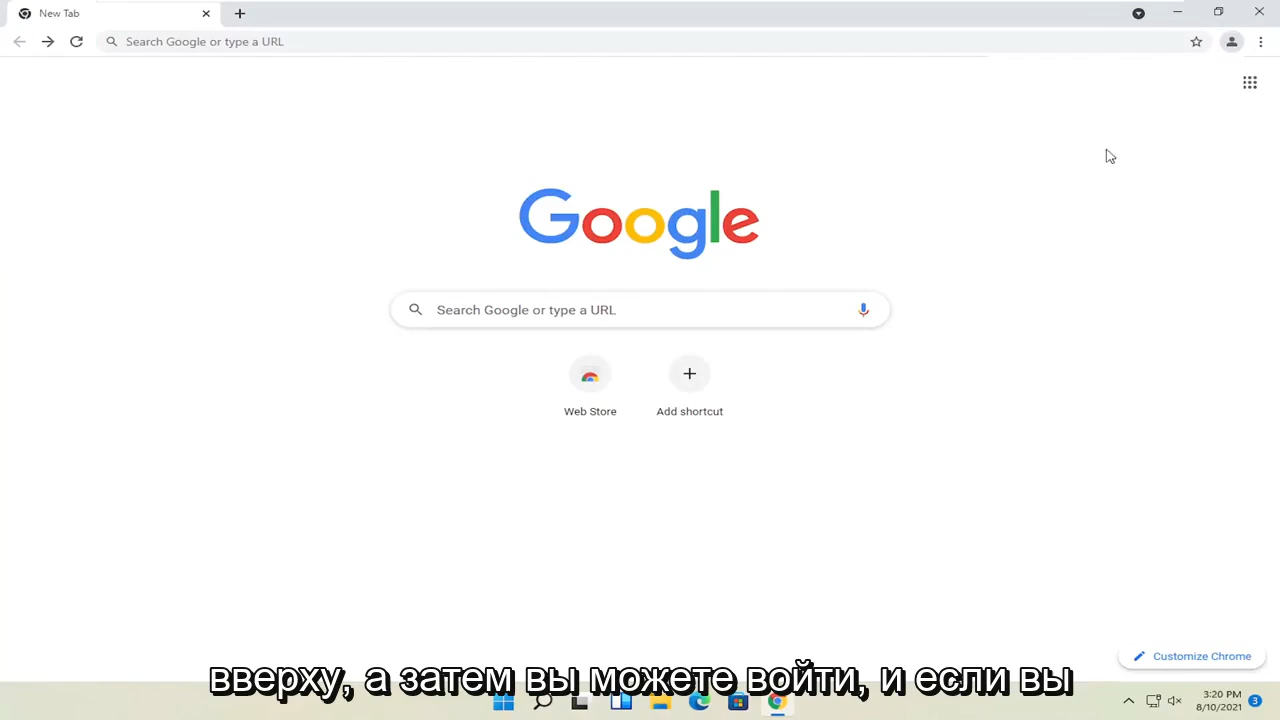 New Tab
Search Google or type a URL
Google
Search Google or type a URL
Web Store
Add shortcut
Customize Chrome
вверху, а затем вы можете войти, и если вы
3:20 PM
8/10/2021
3